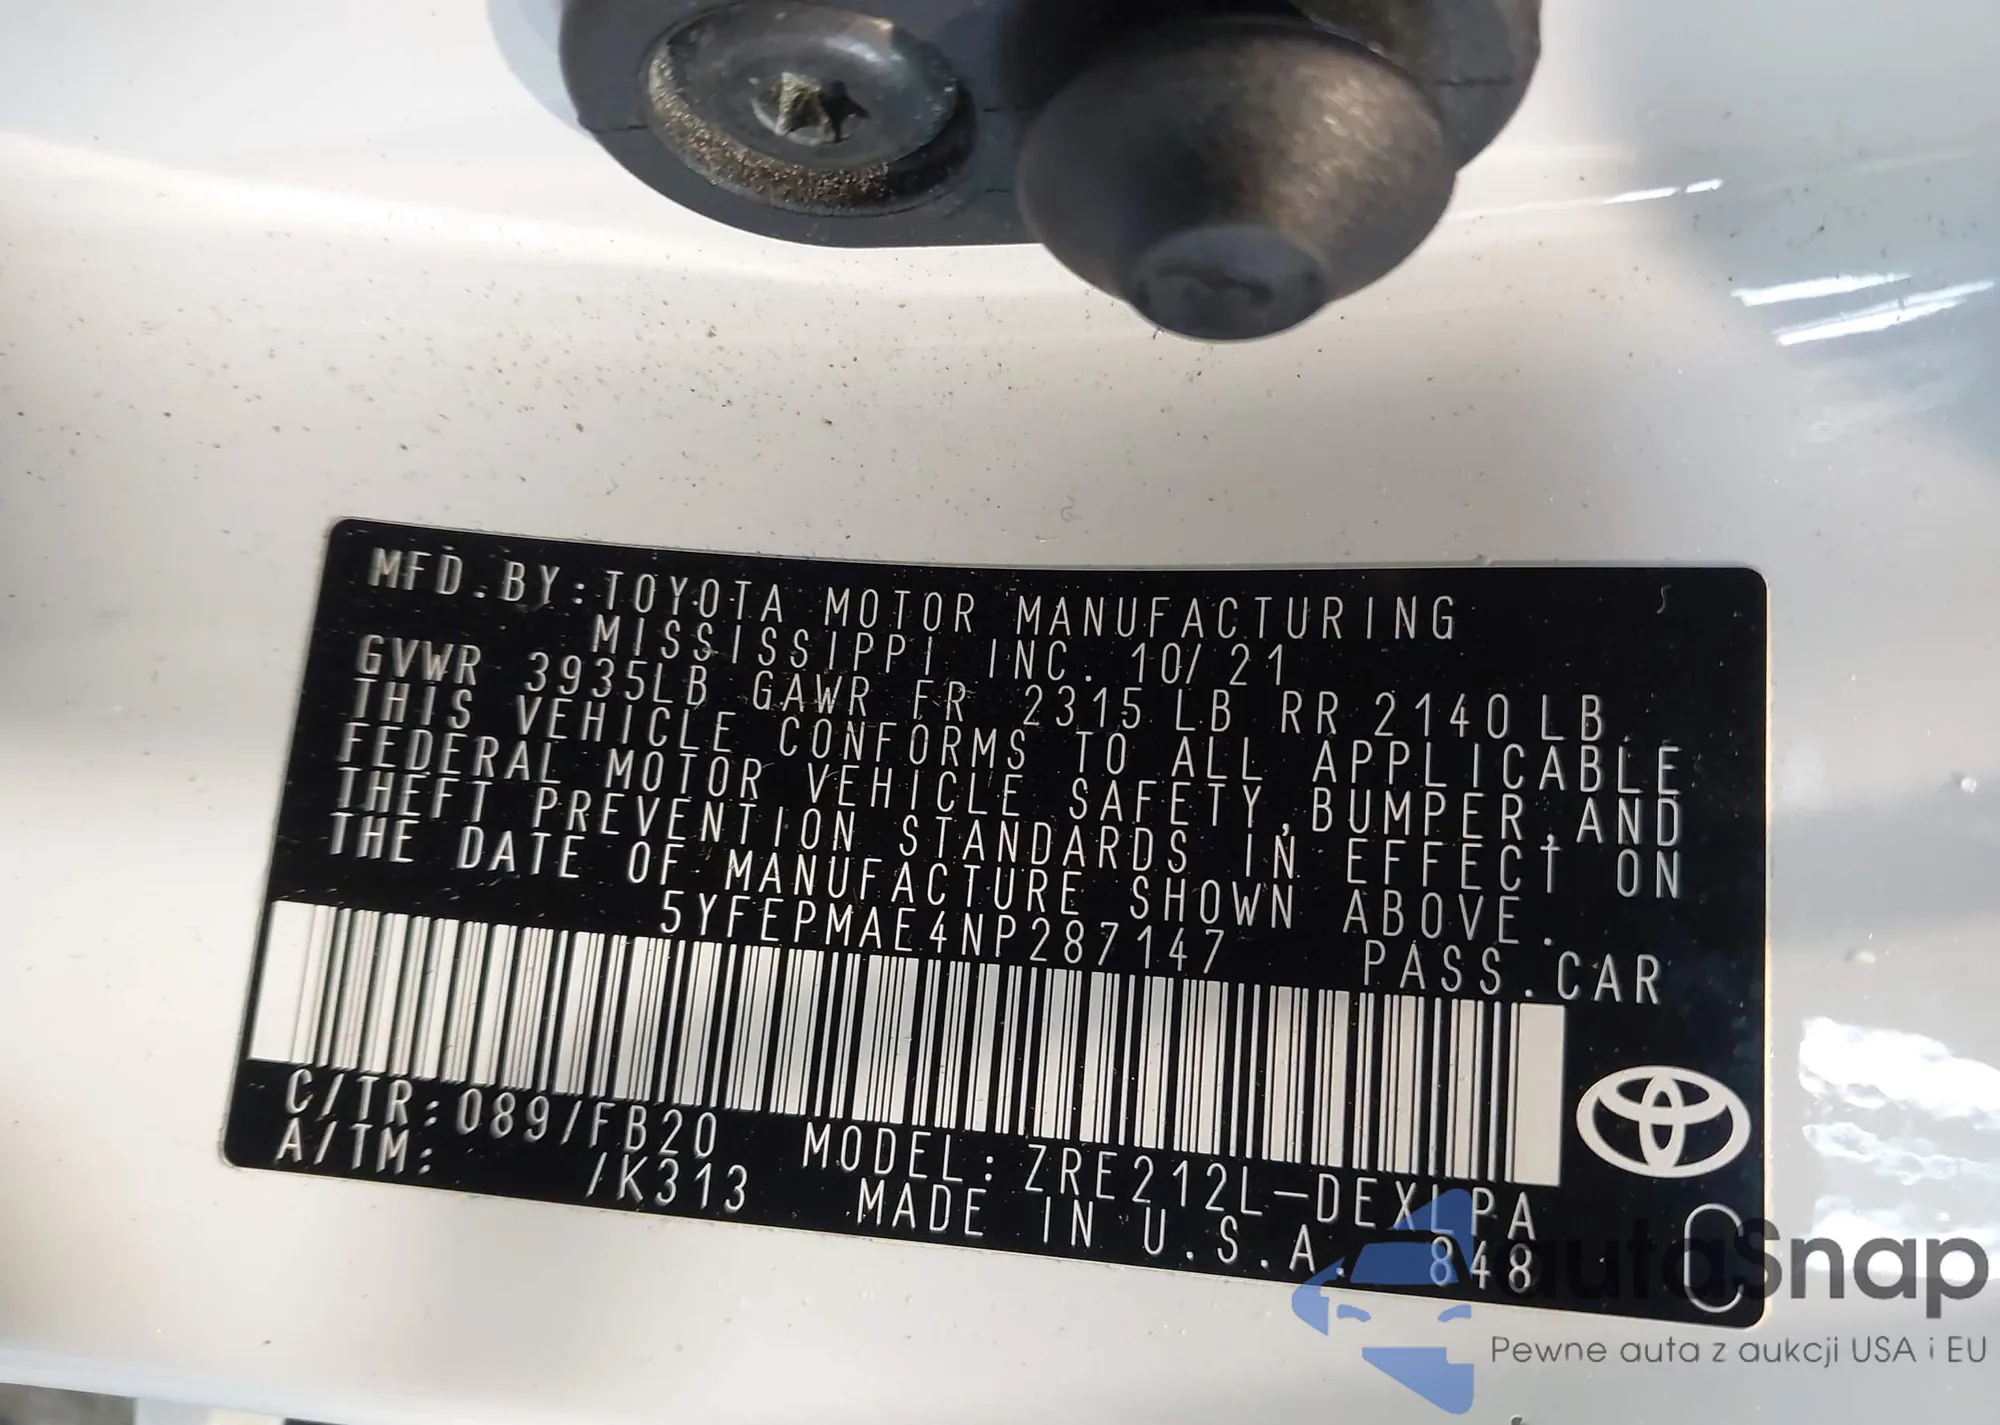 MFD.BY:TOYOTA MOTOR MANUFACTURING
MISSISSIPPI INC. 10/21
GVWR 3935LB GAWR FR 2315LB RR 2140LB
THIS VEHICLE CONFORMS TO ALL APPLICABLE
FEDERAL MOTOR VEHICLE SAFETY,BUMPER,AND
THEFT PREVENTION STANDARDS IN EFFECT ON
THE DATE OF MANUFACTURE SHOWN ABOVE.
5YFEPMAE4NP287147 PASS.CAR
C/TR:089/FB20 MODEL:ZRE212L-DEXLPA
A/TM: /K313 MADE IN U.S.A. 848
C
autaSnap
Pewne auta z aukcji USA i EU